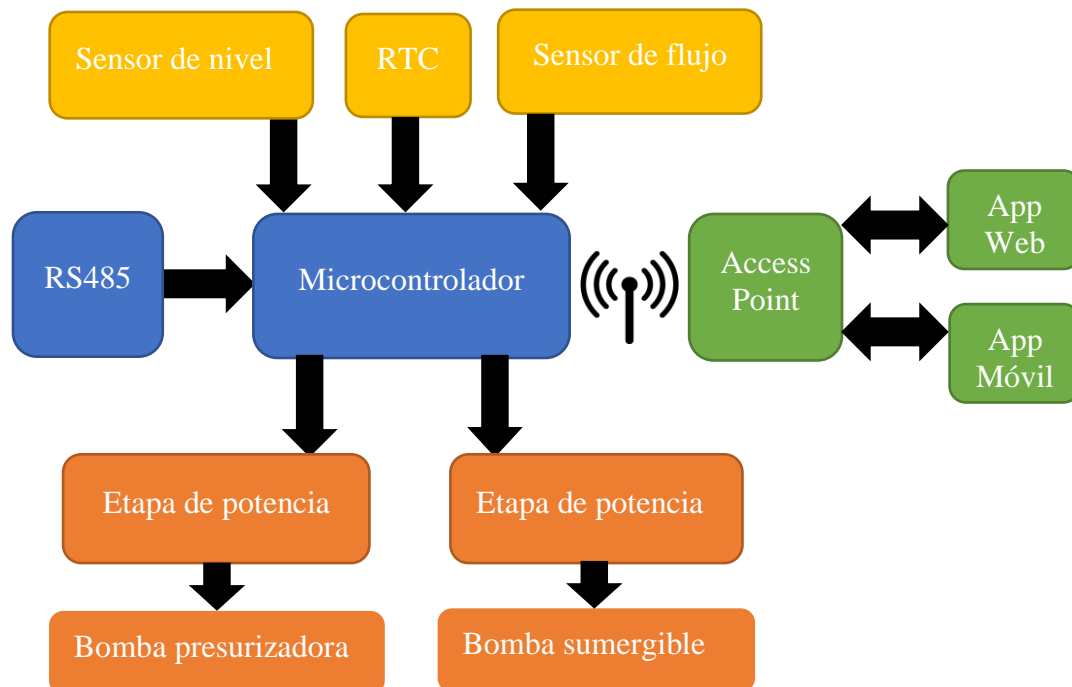 Sensor de nivel
RTC
Sensor de flujo
RS485
Microcontrolador
Access
Point
App
Web
App
Móvil
Etapa de potencia
Etapa de potencia
Bomba presurizadora
Bomba sumergible